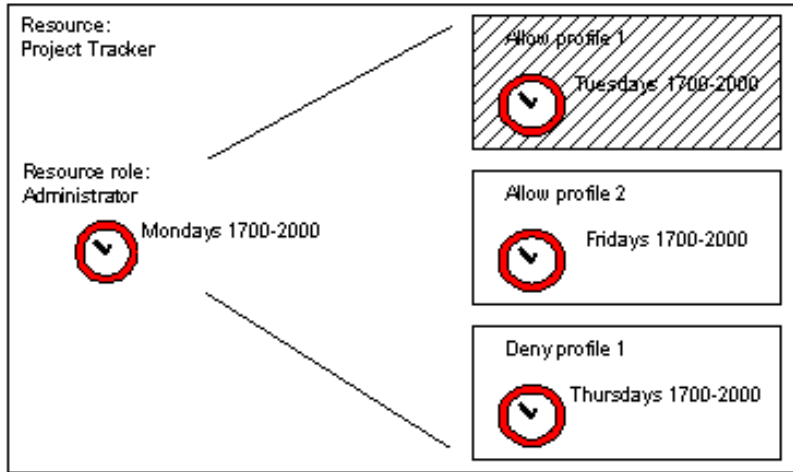 Resource:
Project Tracker
Resource role:
Administrator
Mondays 1700-2000
Allow profile 1
Tuesdays 1700-2000
Allow profile 2
Fridays 1700-2000
Deny profile 1
Thursdays 1700-2000